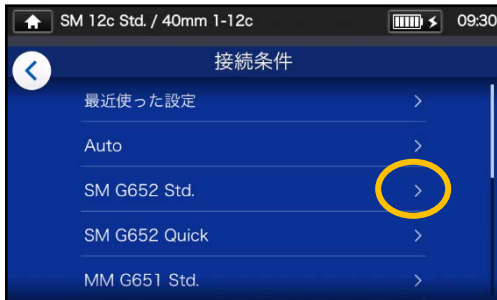 SM 12c Std. / 40mm 1-12c 09:30
接続条件
最近使った設定
Auto
SM G652 Std.
SM G652 Quick
MM G651 Std.